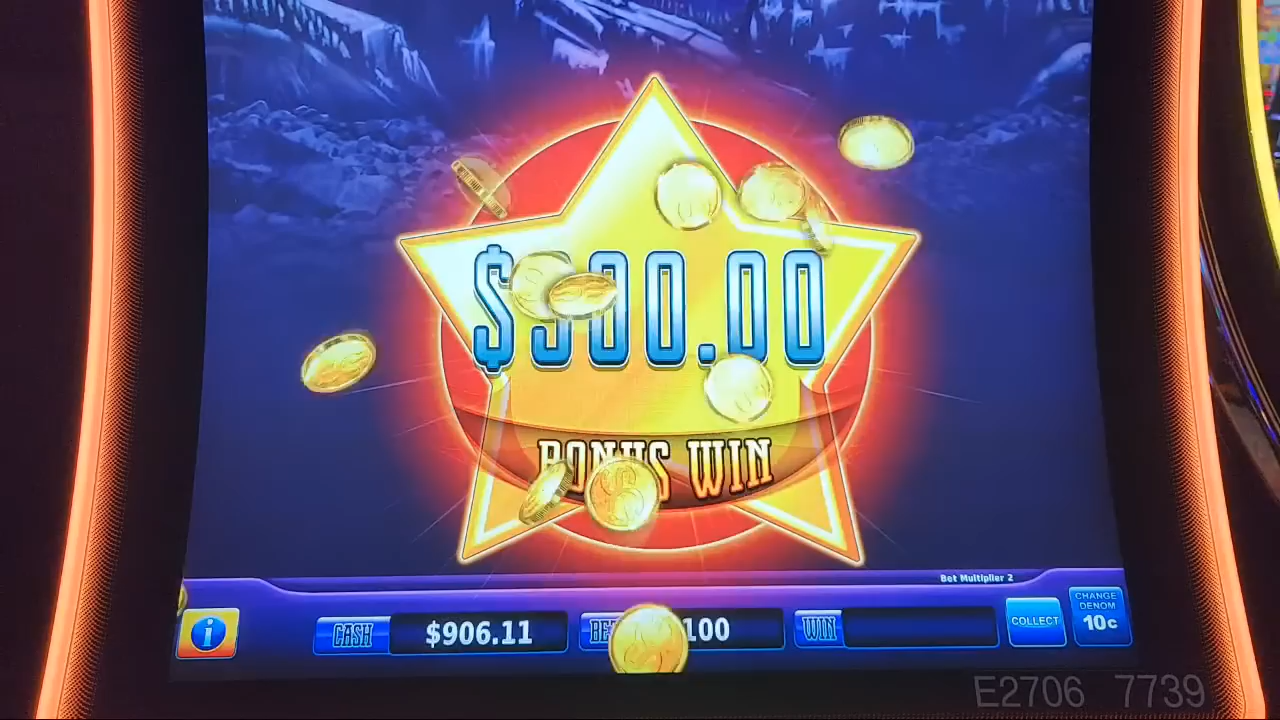 BONUS WIN
Bet Multiplier 2
CASH $906.11
100
WIN
COLLECT
CHANGE
DENOM
10c
E2706 7739